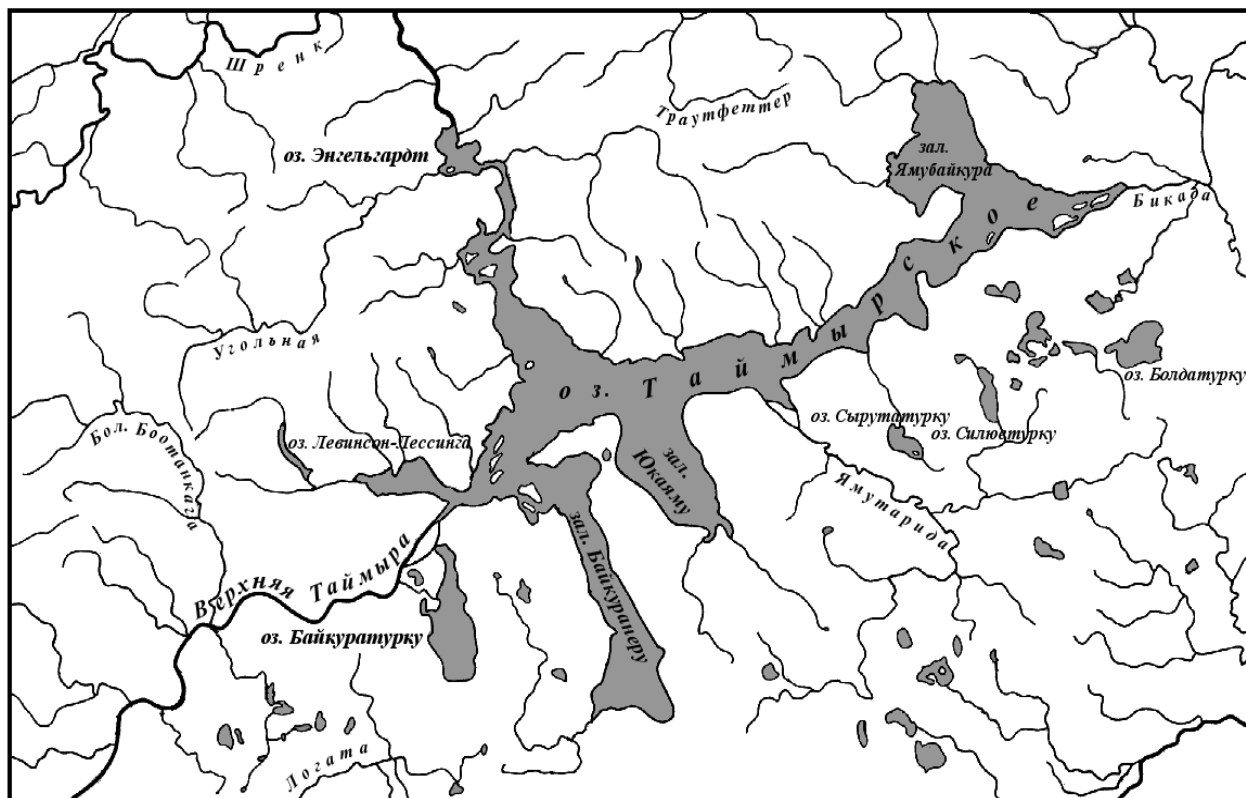 Шренк
Траутфеттер
оз. Энгельгардт
зал.
Ямубайкура
Бикада
оз. Таймырское
Угольная
оз. Болдатурку
Бол. Боотанкага
оз. Левинсон-Лессинга
оз. Сырутатурку
оз. Силюетурку
зал.
Юкаяму
Ямутарида
зал. Байкуранеру
Верхняя Таймыра
оз. Байкуратурку
Логата